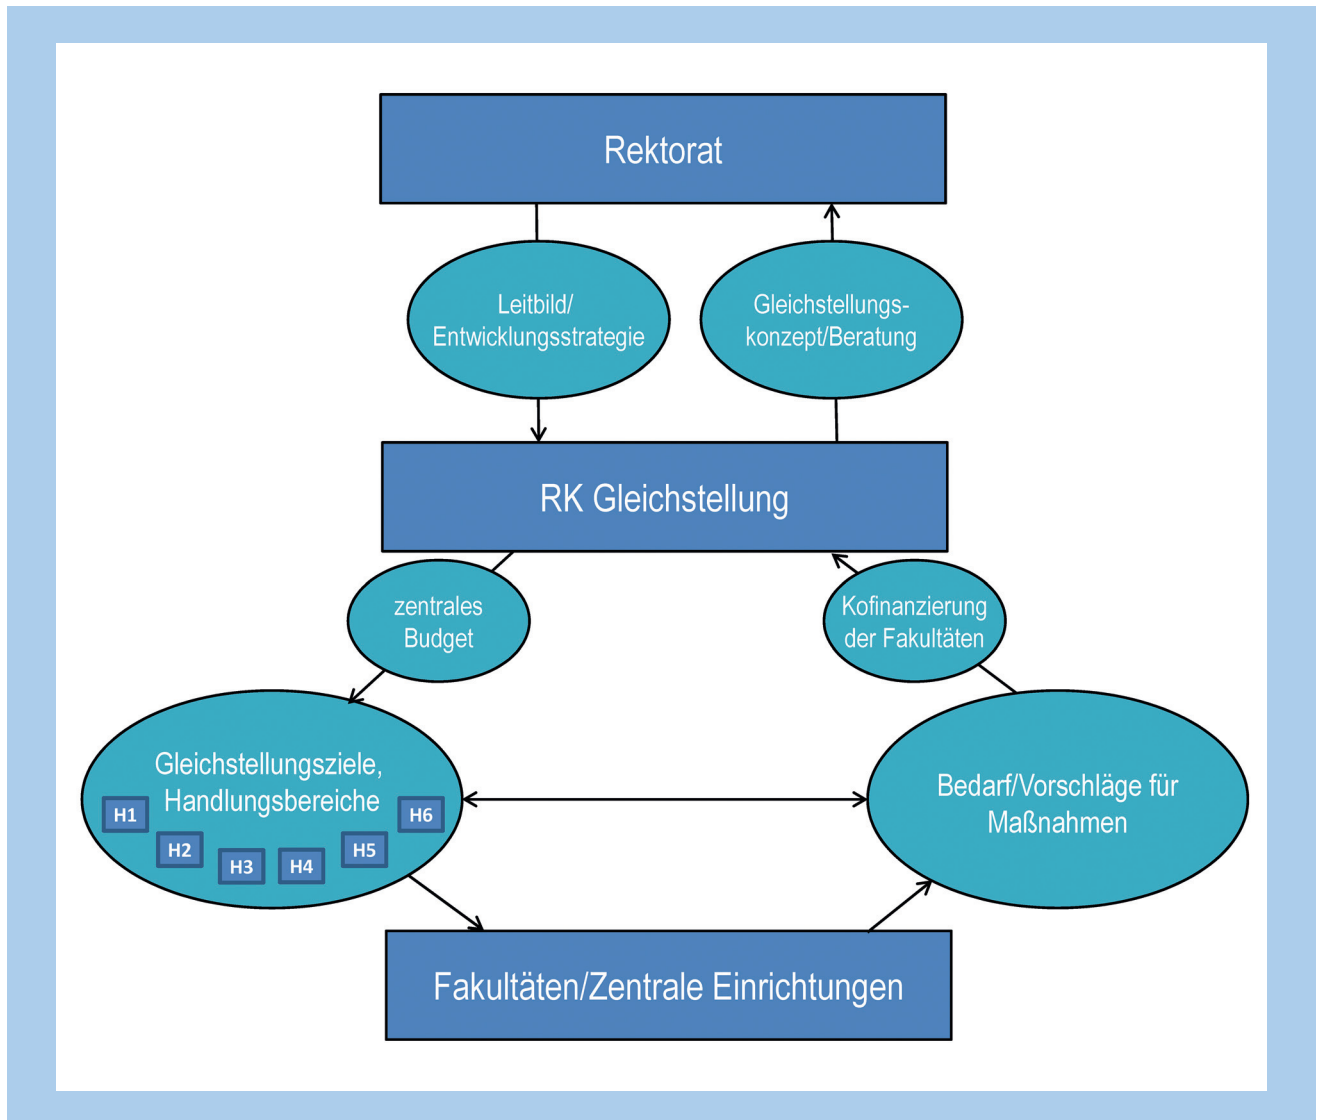 Rektorat
Leitbild/
Entwicklungsstrategie
Gleichstellungs-
konzept/Beratung
RK Gleichstellung
zentrales
Budget
Kofinanzierung
der Fakultäten
Gleichstellungsziele,
Handlungsbereiche
H1
H2
H3
H4
H5
H6
Bedarf/Vorschläge für
Maßnahmen
Fakultäten/Zentrale Einrichtungen